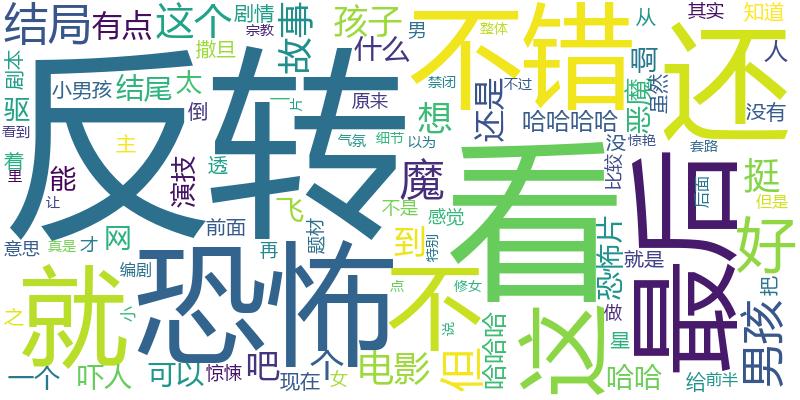 结局
有点
这个
剧情
宗教
撒旦
故事
孩子
男
什么
不错
还
从
其实
知道
整体
剧本
小男孩
结尾
太
驱
倒
原来
想
还是
禁闭
不过
啊
虽然
恶魔
人
没有
反转
看到
着
里
主
能
演技
透
魔
气氛
细节
以为
哈哈哈哈
没
惊艳
比较
套路
看
最后
挺
让
飞
不是
感觉
题材
前面
到
特别
后面
但是
好
意思
真是
才
网
再
恐怖
恐怖片
就是
就
编剧
不
点
修女
把
之
小
说
这
做
星
男孩
一个
吓人
可以
惊悚
吧
现在
个
女
电影
但
哈哈哈
哈哈
给
前半
片